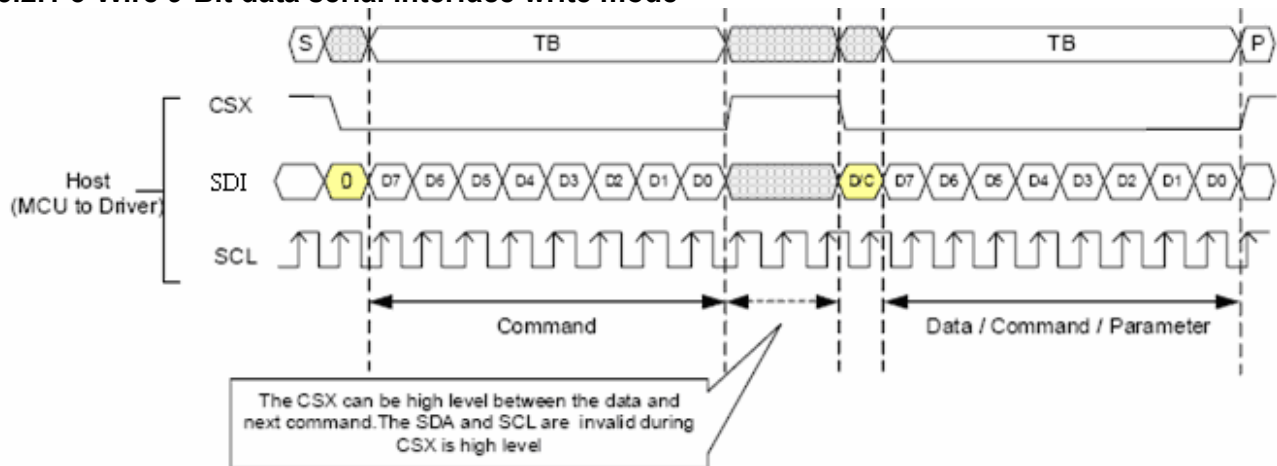 S TB TB P
CSX
Host
(MCU to Driver)
SDI 0 D7 D6 D5 D4 D3 D2 D1 D0 D/C D7 D6 D5 D4 D3 D2 D1 D0
SCL
Command Data / Command / Parameter
The CSX can be high level between the data and
next command.The SDA and SCL are invalid during
CSX is high level